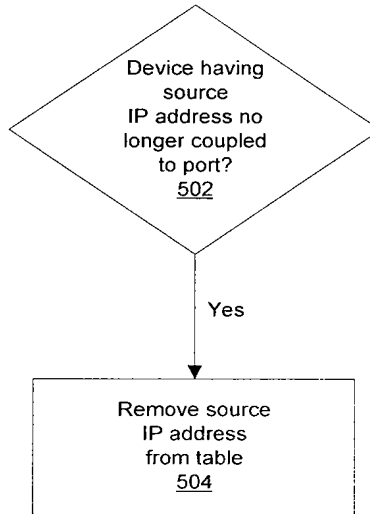 Device having
source
IP address no
longer coupled
to port?
502
Yes
Remove source
IP address
from table
504